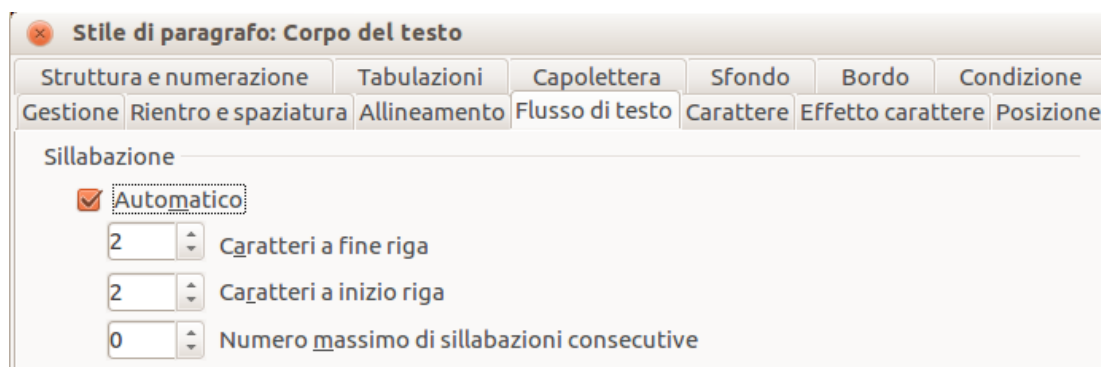 Stile di paragrafo: Corpo del testo
Struttura e numerazione Tabulazioni Capolettera Sfondo Bordo Condizione
Gestione Rientro e spaziatura Allineamento Flusso di testo Carattere Effetto carattere Posizione
Sillabazione
Automatico
2 Caratteri a fine riga
2 Caratteri a inizio riga
0 Numero massimo di sillabazioni consecutive